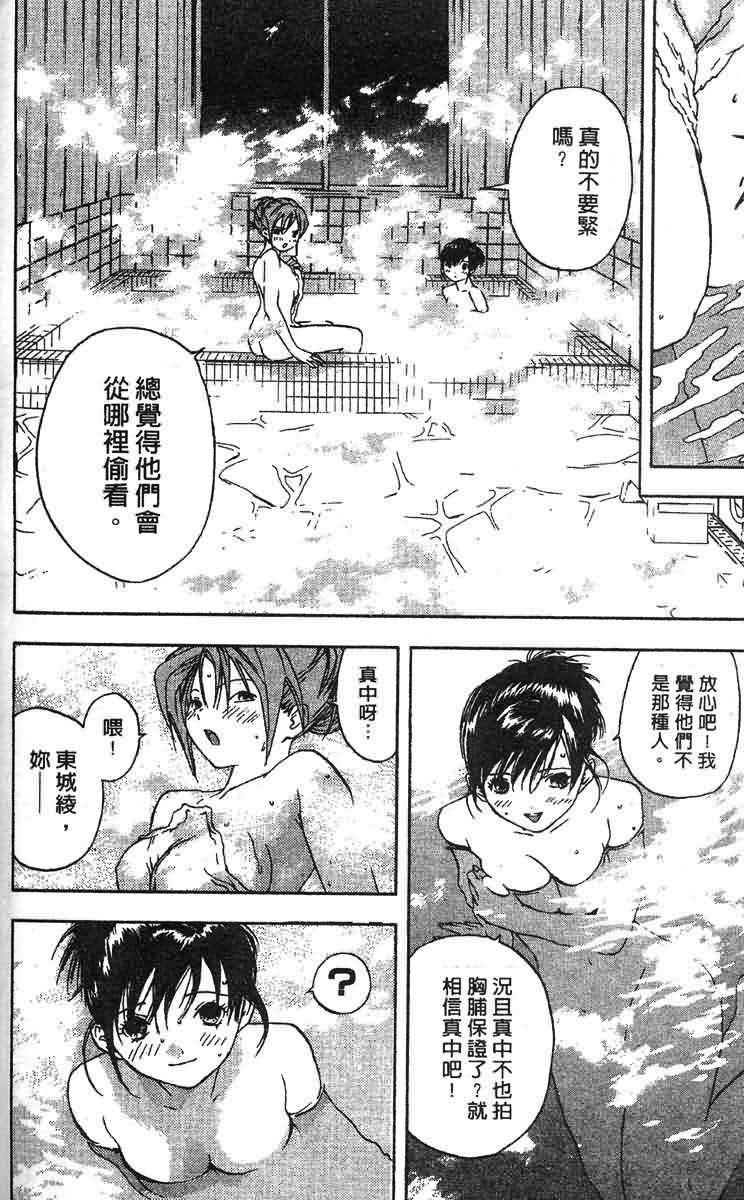 真的不要緊
嗎？
總覺得他們會
從哪裡偷看。
放心吧！我
覺得他們不
是那種人。
況且真中不也拍
胸脯保證了？就
相信真中吧！
真中呀…
喂！
東城綾，
妳──
？